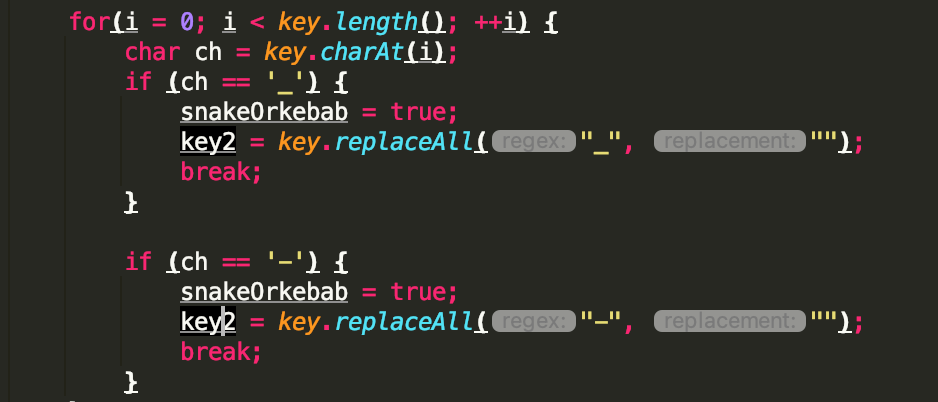 for(i = 0; i < key.length(); ++i) {
char ch = key.charAt(i);
if (ch == '_') {
snakeOrkebab = true;
key2 = key.replaceAll( regex: "_", replacement: "");
break;
}
if (ch == '-') {
snakeOrkebab = true;
key2 = key.replaceAll( regex: "-", replacement: "");
break;
}